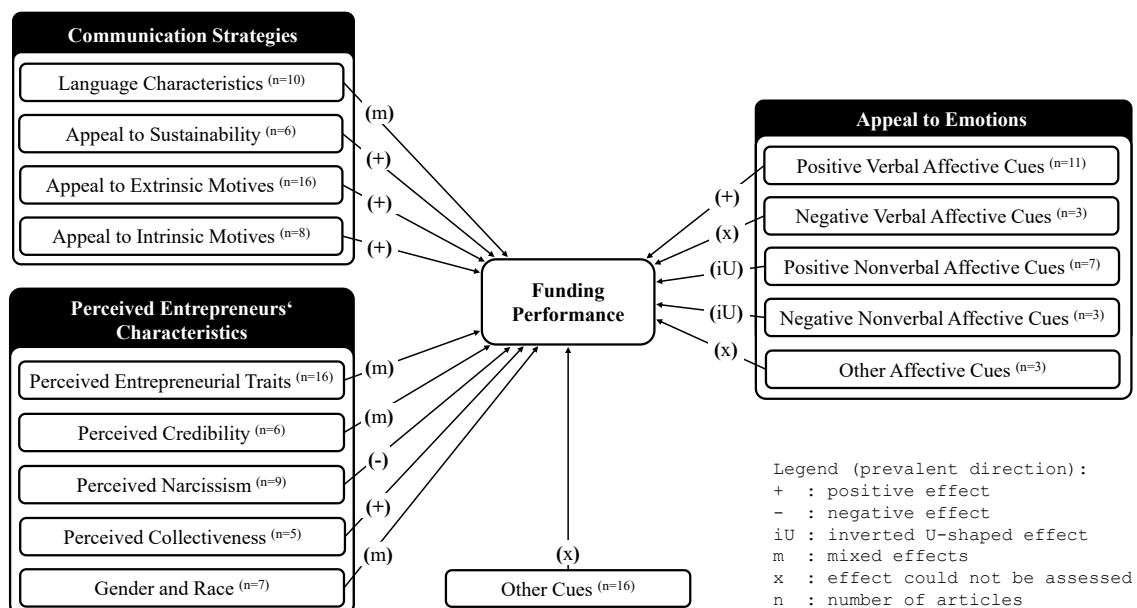 Communication Strategies
Language Characteristics (n=10)
Appeal to Sustainability (n=6)
Appeal to Extrinsic Motives (n=16)
Appeal to Intrinsic Motives (n=8)
(m)
(+)
(+)
(+)
Perceived Entrepreneurs‘
Characteristics
Perceived Entrepreneurial Traits (n=16)
Perceived Credibility (n=6)
Perceived Narcissism (n=9)
Perceived Collectiveness (n=5)
Gender and Race (n=7)
(m)
(m)
(-)
(+)
(m)
Funding
Performance
(x)
Other Cues (n=16)
Appeal to Emotions
Positive Verbal Affective Cues (n=11)
Negative Verbal Affective Cues (n=3)
Positive Nonverbal Affective Cues (n=7)
Negative Nonverbal Affective Cues (n=3)
Other Affective Cues (n=3)
(+)
(x)
(iU)
(iU)
(x)
Legend (prevalent direction):
+ : positive effect
- : negative effect
iU : inverted U-shaped effect
m : mixed effects
x : effect could not be assessed
n : number of articles